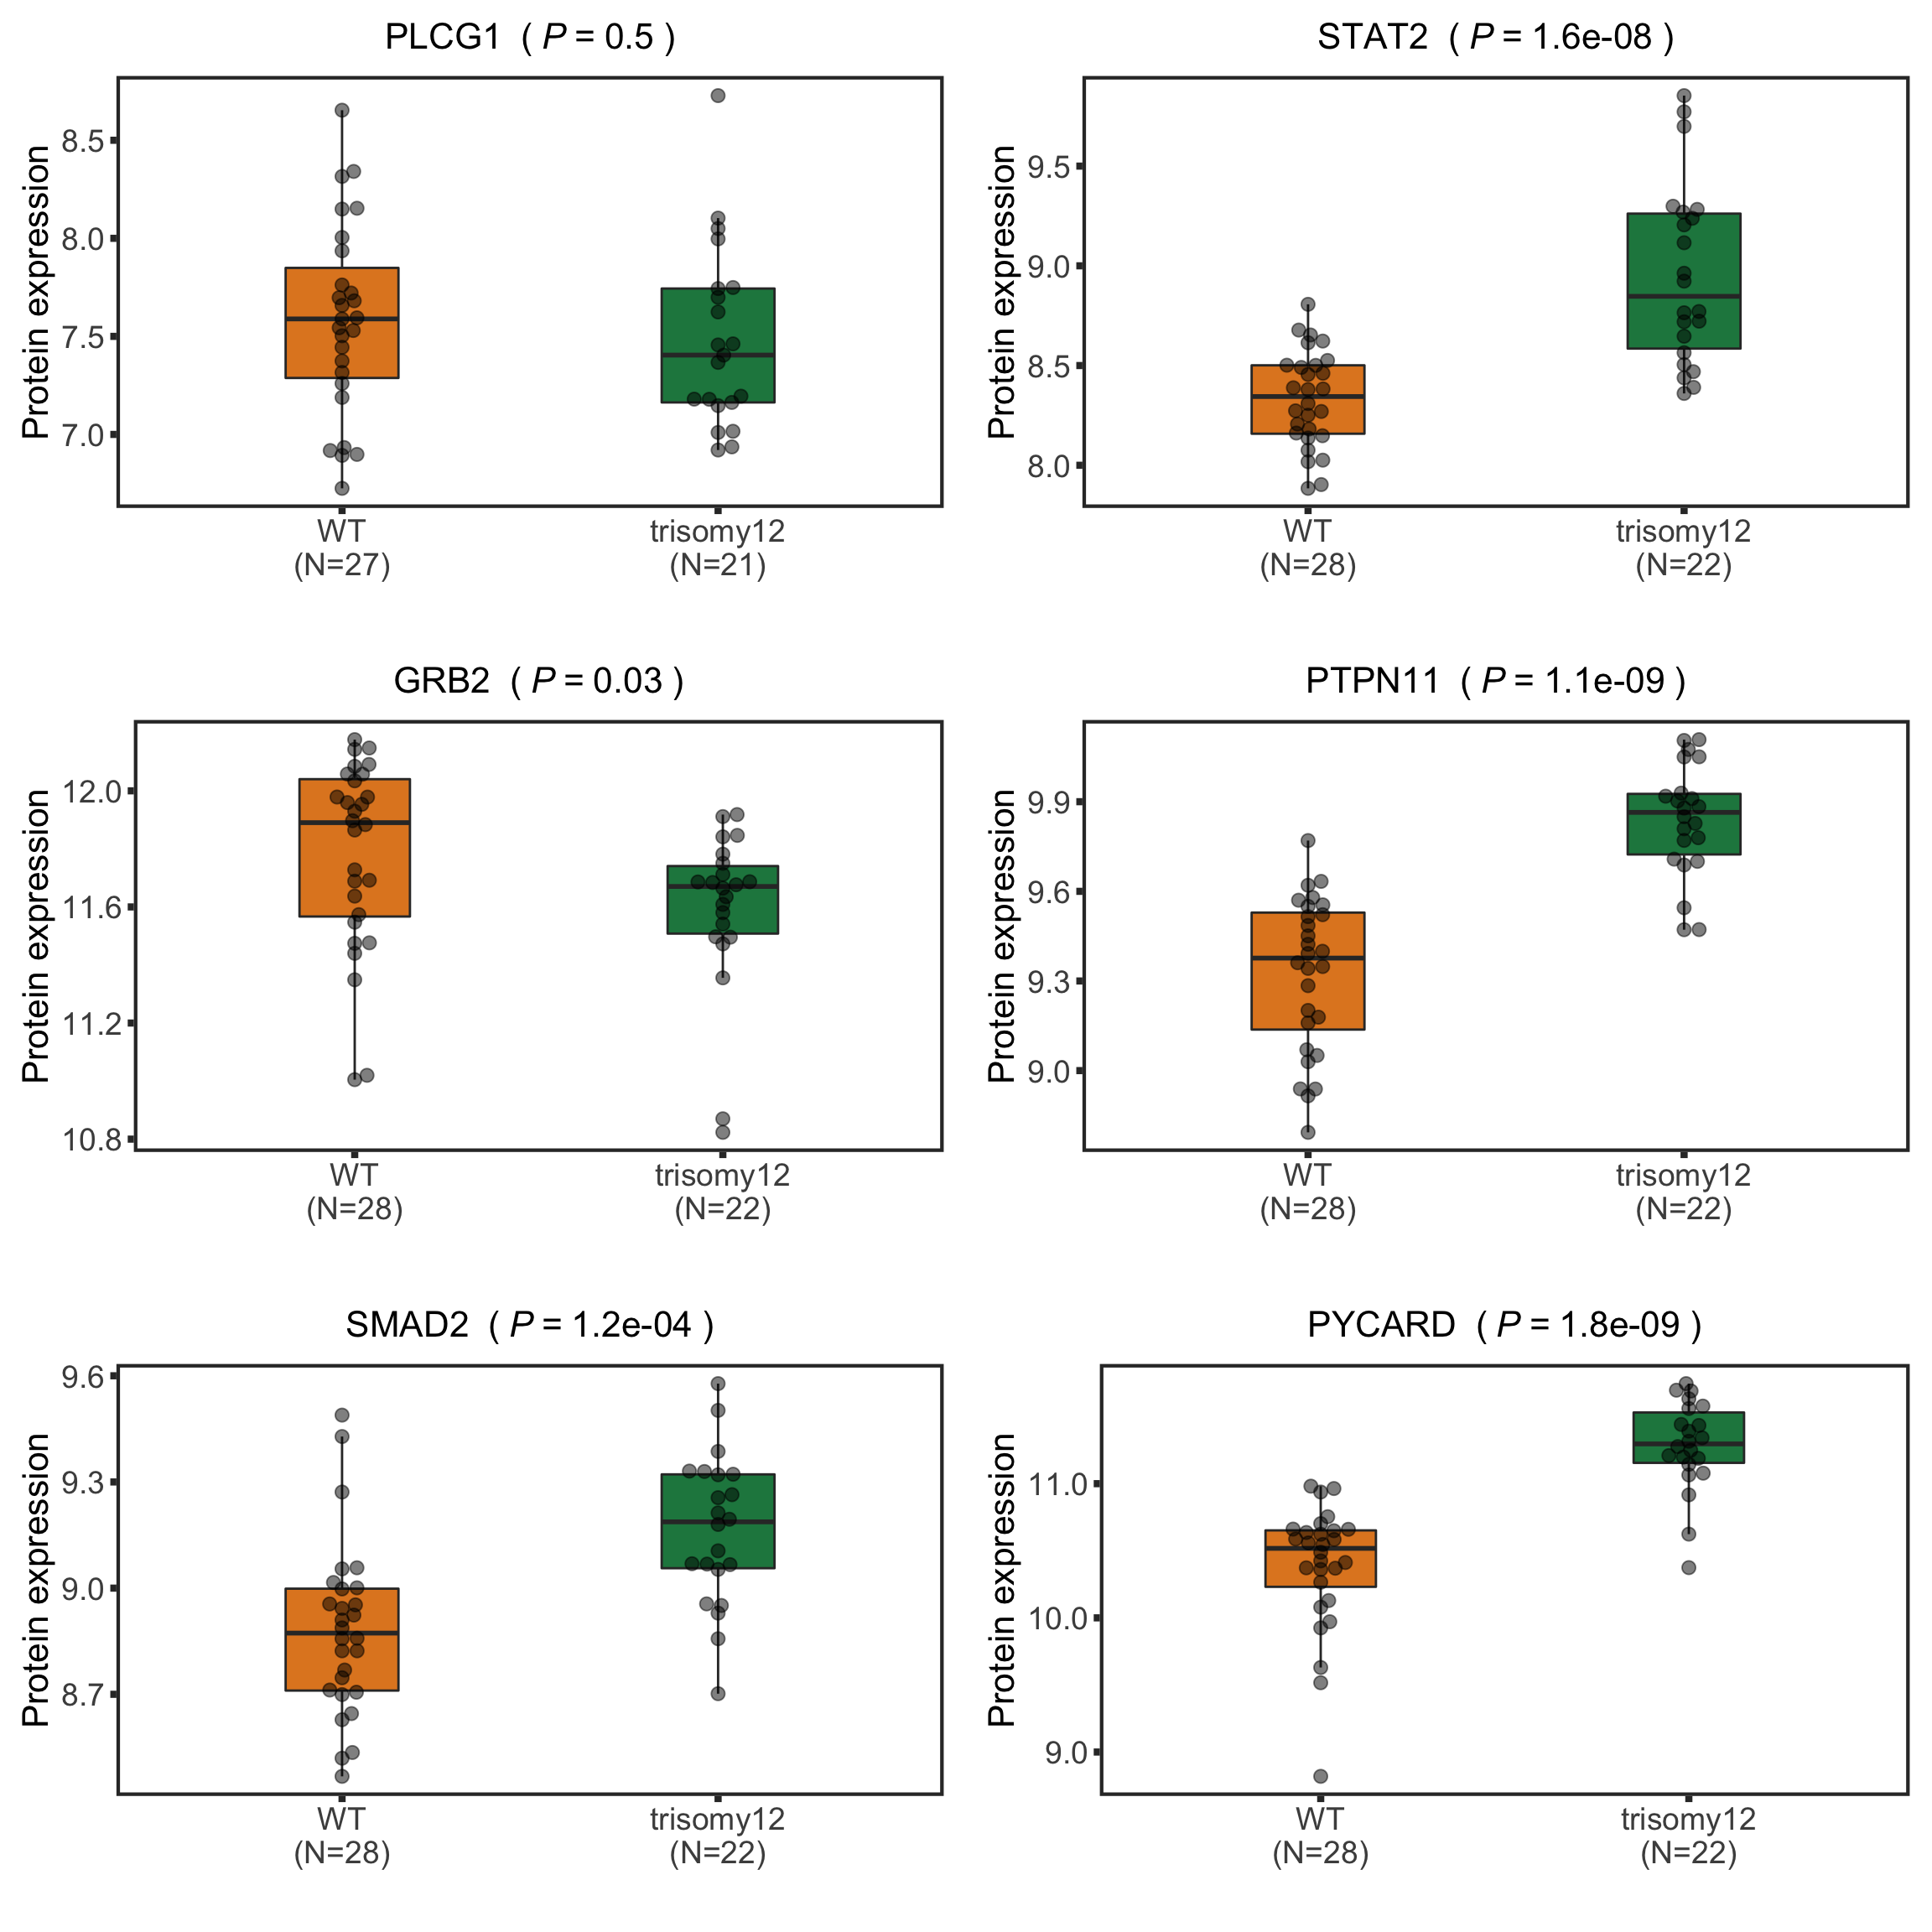 PLCG1 ( P = 0.5 )
Protein expression
8.5
8.0
7.5
7.0
WT
(N=27)
trisomy12
(N=21)
STAT2 ( P = 1.6e-08 )
Protein expression
9.5
9.0
8.5
8.0
WT
(N=28)
trisomy12
(N=22)
GRB2 ( P = 0.03 )
Protein expression
12.0
11.6
11.2
10.8
WT
(N=28)
trisomy12
(N=22)
PTPN11 ( P = 1.1e-09 )
Protein expression
9.9
9.6
9.3
9.0
WT
(N=28)
trisomy12
(N=22)
SMAD2 ( P = 1.2e-04 )
Protein expression
9.6
9.3
9.0
8.7
WT
(N=28)
trisomy12
(N=22)
PYCARD ( P = 1.8e-09 )
Protein expression
11.0
10.0
9.0
WT
(N=28)
trisomy12
(N=22)